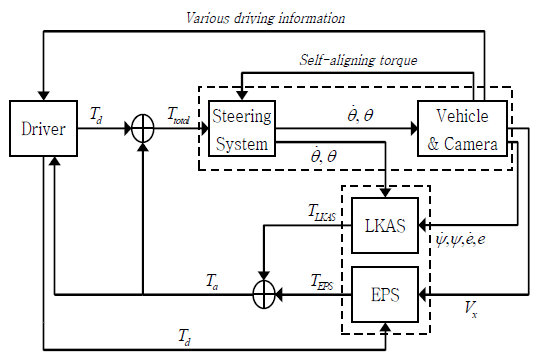 Various driving information
Self-aligning torque
Driver
T_d
T_total
Steering
System
θ̇, θ
Vehicle
& Camera
θ̇, θ
T_LKAS
LKAS
ψ̇,ψ,ė,e
T_a
T_EPS
EPS
V_x
T_d